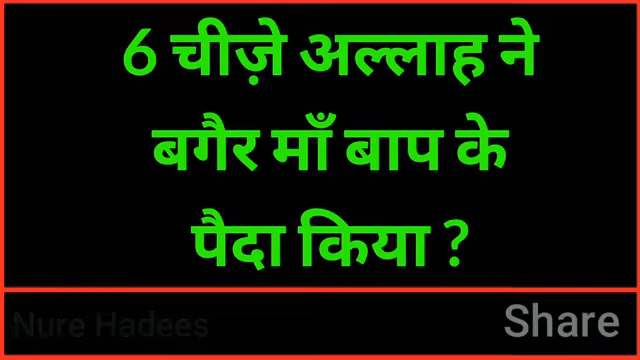 6 चीज़े अल्लाह ने
बगैर माँ बाप के
पैदा किया ?
Nure Hadees
Share